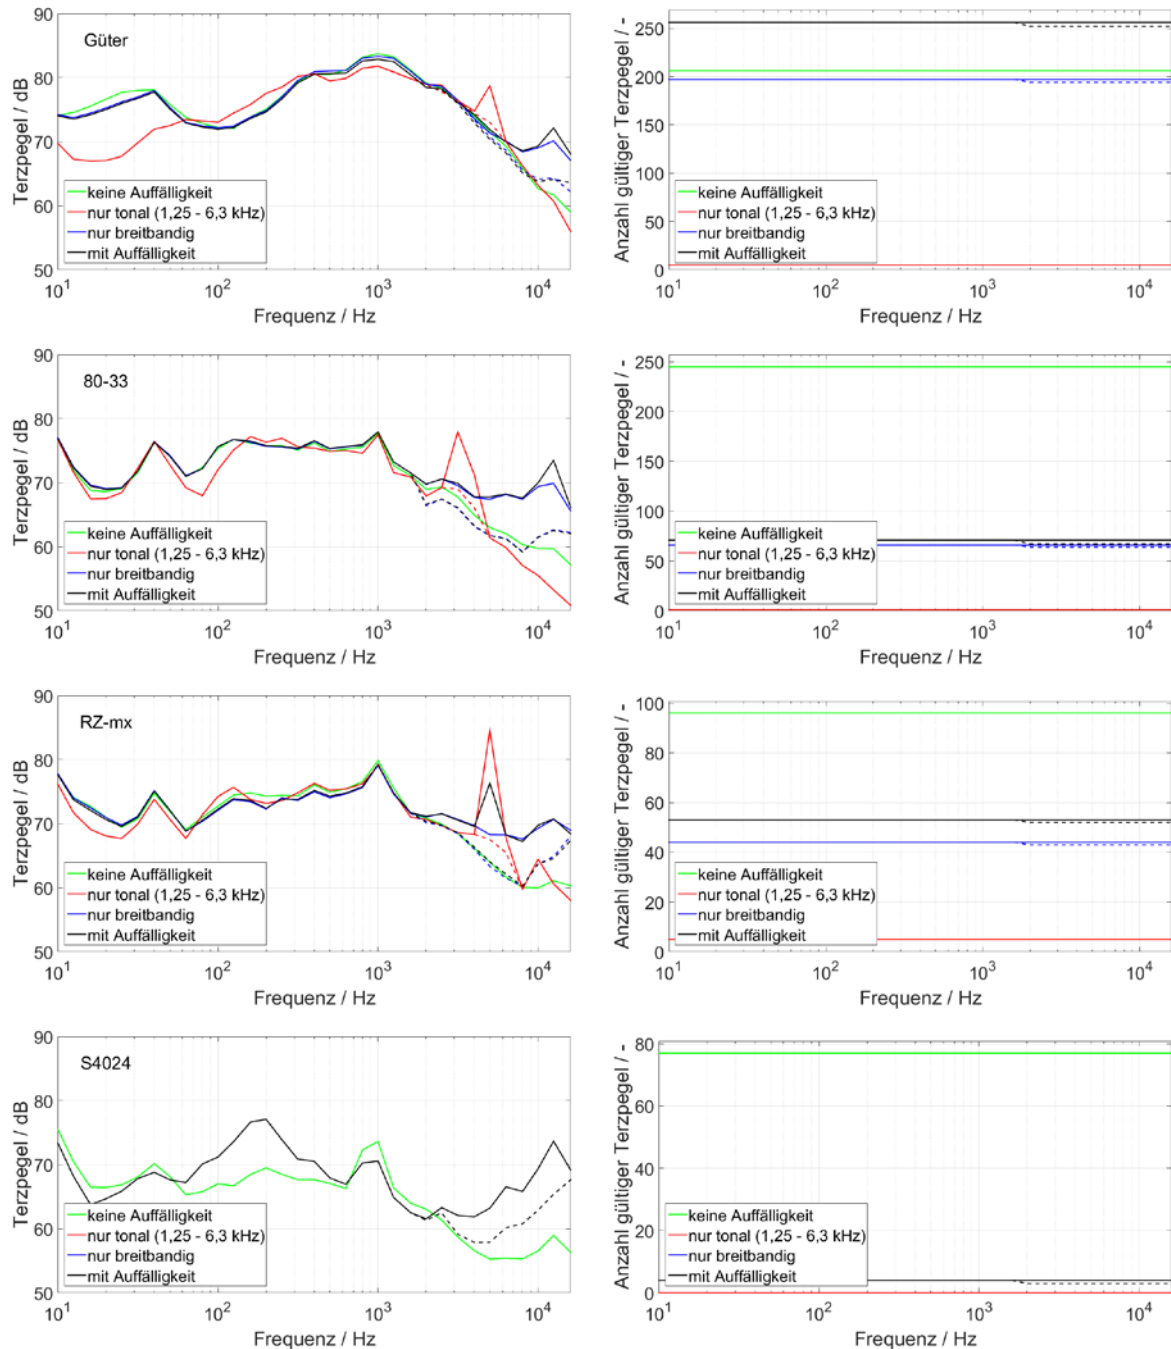 90
80
70
60
50
Terzpegel / dB
Güter
keine Auffälligkeit
nur tonal (1,25 - 6,3 kHz)
nur breitbandig
mit Auffälligkeit
10^1
10^2
10^3
10^4
Frequenz / Hz
250
200
150
100
50
0
Anzahl gültiger Terzpegel / -
keine Auffälligkeit
nur tonal (1,25 - 6,3 kHz)
nur breitbandig
mit Auffälligkeit
10^1
10^2
10^3
10^4
Frequenz / Hz
90
80
70
60
50
Terzpegel / dB
80-33
keine Auffälligkeit
nur tonal (1,25 - 6,3 kHz)
nur breitbandig
mit Auffälligkeit
10^1
10^2
10^3
10^4
Frequenz / Hz
250
200
150
100
50
0
Anzahl gültiger Terzpegel / -
keine Auffälligkeit
nur tonal (1,25 - 6,3 kHz)
nur breitbandig
mit Auffälligkeit
10^1
10^2
10^3
10^4
Frequenz / Hz
90
80
70
60
50
Terzpegel / dB
RZ-mx
keine Auffälligkeit
nur tonal (1,25 - 6,3 kHz)
nur breitbandig
mit Auffälligkeit
10^1
10^2
10^3
10^4
Frequenz / Hz
100
80
60
40
20
0
Anzahl gültiger Terzpegel / -
keine Auffälligkeit
nur tonal (1,25 - 6,3 kHz)
nur breitbandig
mit Auffälligkeit
10^1
10^2
10^3
10^4
Frequenz / Hz
90
80
70
60
50
Terzpegel / dB
S4024
keine Auffälligkeit
nur tonal (1,25 - 6,3 kHz)
nur breitbandig
mit Auffälligkeit
10^1
10^2
10^3
10^4
Frequenz / Hz
80
60
40
20
0
Anzahl gültiger Terzpegel / -
keine Auffälligkeit
nur tonal (1,25 - 6,3 kHz)
nur breitbandig
mit Auffälligkeit
10^1
10^2
10^3
10^4
Frequenz / Hz